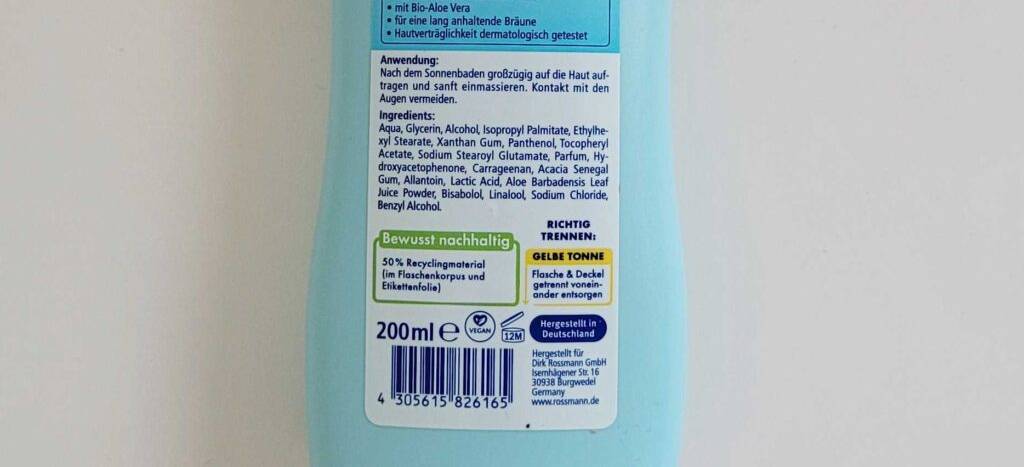 • mit Bio-Aloe Vera
• für eine lang anhaltende Bräune
• Hautverträglichkeit dermatologisch getestet
Anwendung:
Nach dem Sonnenbaden großzügig auf die Haut auf-
tragen und sanft einmassieren. Kontakt mit den
Augen vermeiden.
Ingredients:
Aqua, Glycerin, Alcohol, Isopropyl Palmitate, Ethylhe-
xyl Stearate, Xanthan Gum, Panthenol, Tocopheryl
Acetate, Sodium Stearoyl Glutamate, Parfum, Hy-
droxyacetophenone, Carrageenan, Acacia Senegal
Gum, Allantoin, Lactic Acid, Aloe Barbadensis Leaf
Juice Powder, Bisabolol, Linalool, Sodium Chloride,
Benzyl Alcohol.
Bewusst nachhaltig
50% Recyclingmaterial
(im Flaschenkorpus und
Etikettenfolie)
RICHTIG
TRENNEN:
GELBE TONNE
Flasche & Deckel
getrennt vonein-
ander entsorgen
200ml e
VEGAN
12M
Hergestellt in
Deutschland
Hergestellt für
Dirk Rossmann GmbH
Isernhägener Str. 16
30938 Burgwedel
Germany
www.rossmann.de
4 305615 826165